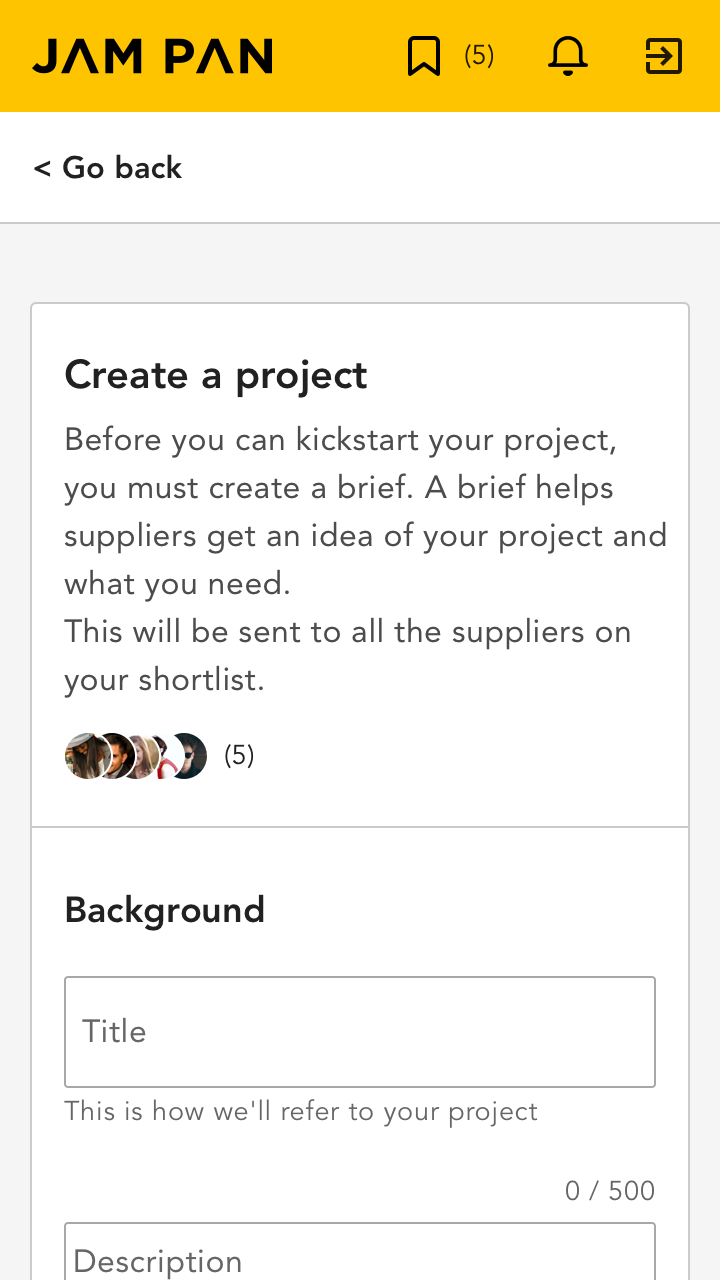 JAM PAN (5)
< Go back
Create a project
Before you can kickstart your project,
you must create a brief. A brief helps
suppliers get an idea of your project and
what you need.
This will be sent to all the suppliers on
your shortlist.
(5)
Background
Title
This is how we'll refer to your project
0 / 500
Description